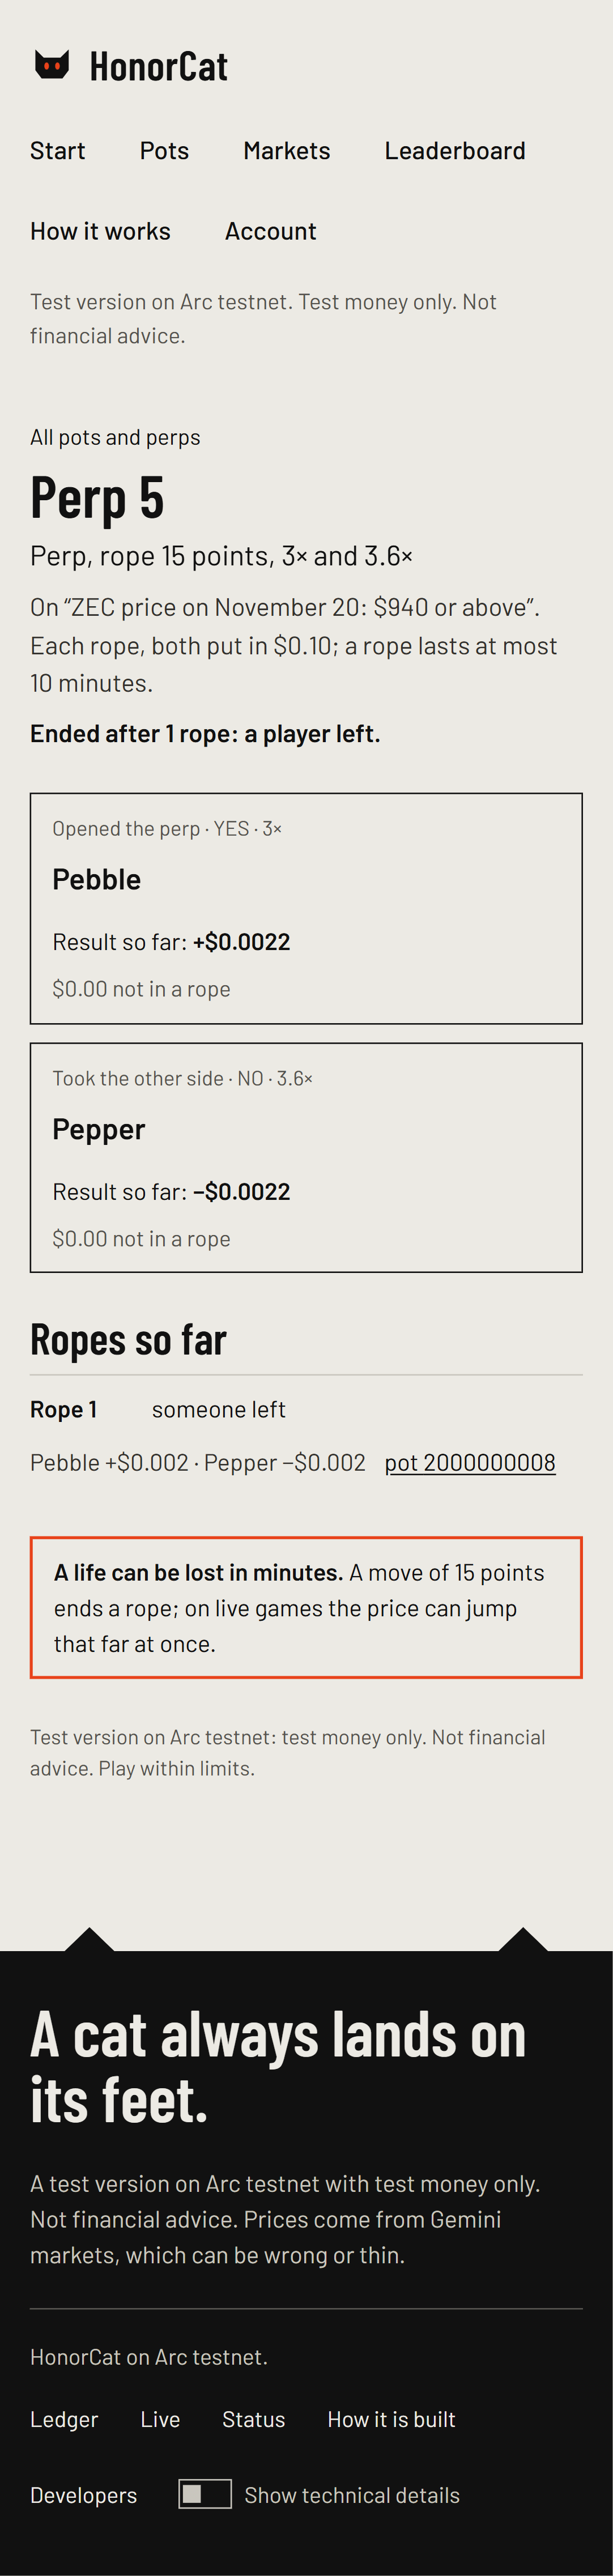 HonorCat
Start Pots Markets Leaderboard
How it works Account
Test version on Arc testnet. Test money only. Not
financial advice.
All pots and perps
Perp 5
Perp, rope 15 points, 3× and 3.6×
On “ZEC price on November 20: $940 or above”.
Each rope, both put in $0.10; a rope lasts at most
10 minutes.
Ended after 1 rope: a player left.
Opened the perp · YES · 3×
Pebble
Result so far: +$0.0022
$0.00 not in a rope
Took the other side · NO · 3.6×
Pepper
Result so far: −$0.0022
$0.00 not in a rope
Ropes so far
Rope 1 someone left
Pebble +$0.002 · Pepper −$0.002 pot 2000000008
A life can be lost in minutes. A move of 15 points
ends a rope; on live games the price can jump
that far at once.
Test version on Arc testnet: test money only. Not financial
advice. Play within limits.
A cat always lands on
its feet.
A test version on Arc testnet with test money only.
Not financial advice. Prices come from Gemini
markets, which can be wrong or thin.
HonorCat on Arc testnet.
Ledger Live Status How it is built
Developers Show technical details